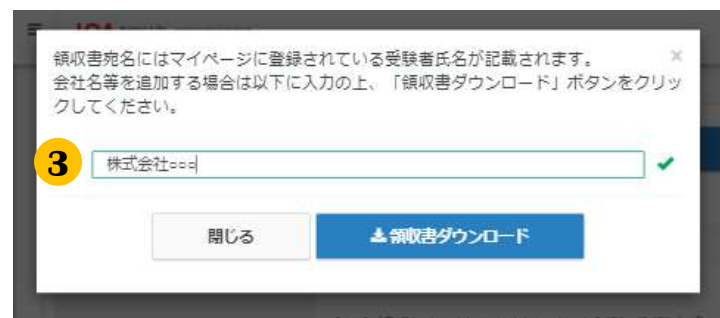 領収書宛名にはマイページに登録されている受験者氏名が記載されます。
会社名等を追加する場合は以下に入力の上、「領収書ダウンロード」ボタンをクリッ
クしてください。
3 株式会社○○○
閉じる 領収書ダウンロード